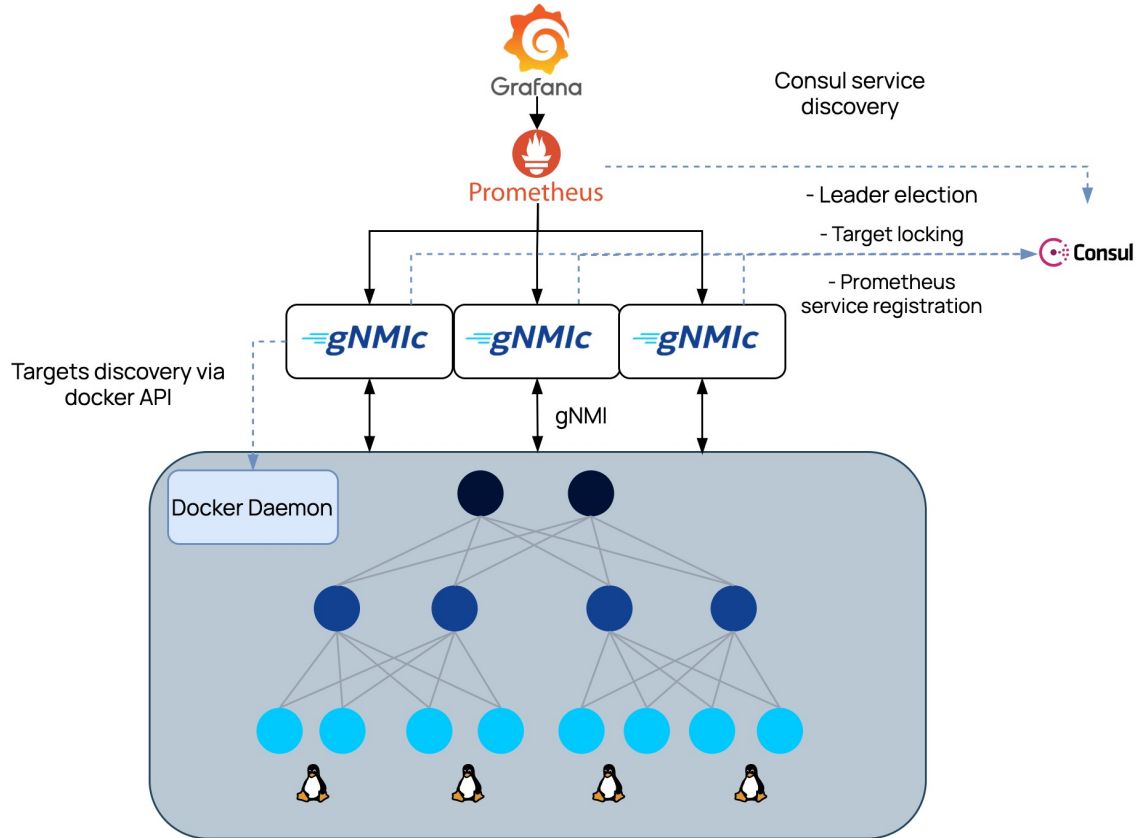 Grafana
Consul service
discovery
Prometheus
- Leader election
- Target locking
Consul
- Prometheus
service registration
gNMIc
gNMIc
gNMIc
Targets discovery via
docker API
gNMI
Docker Daemon